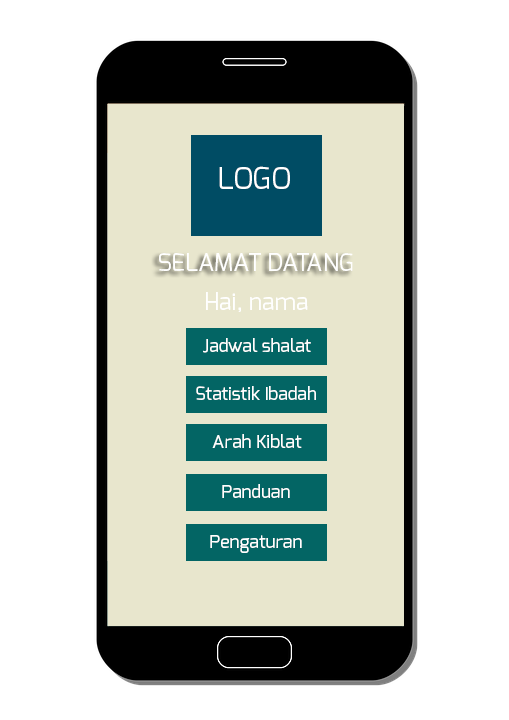 LOGO
SELAMAT DATANG
Hai, nama
Jadwal shalat
Statistik Ibadah
Arah Kiblat
Panduan
Pengaturan